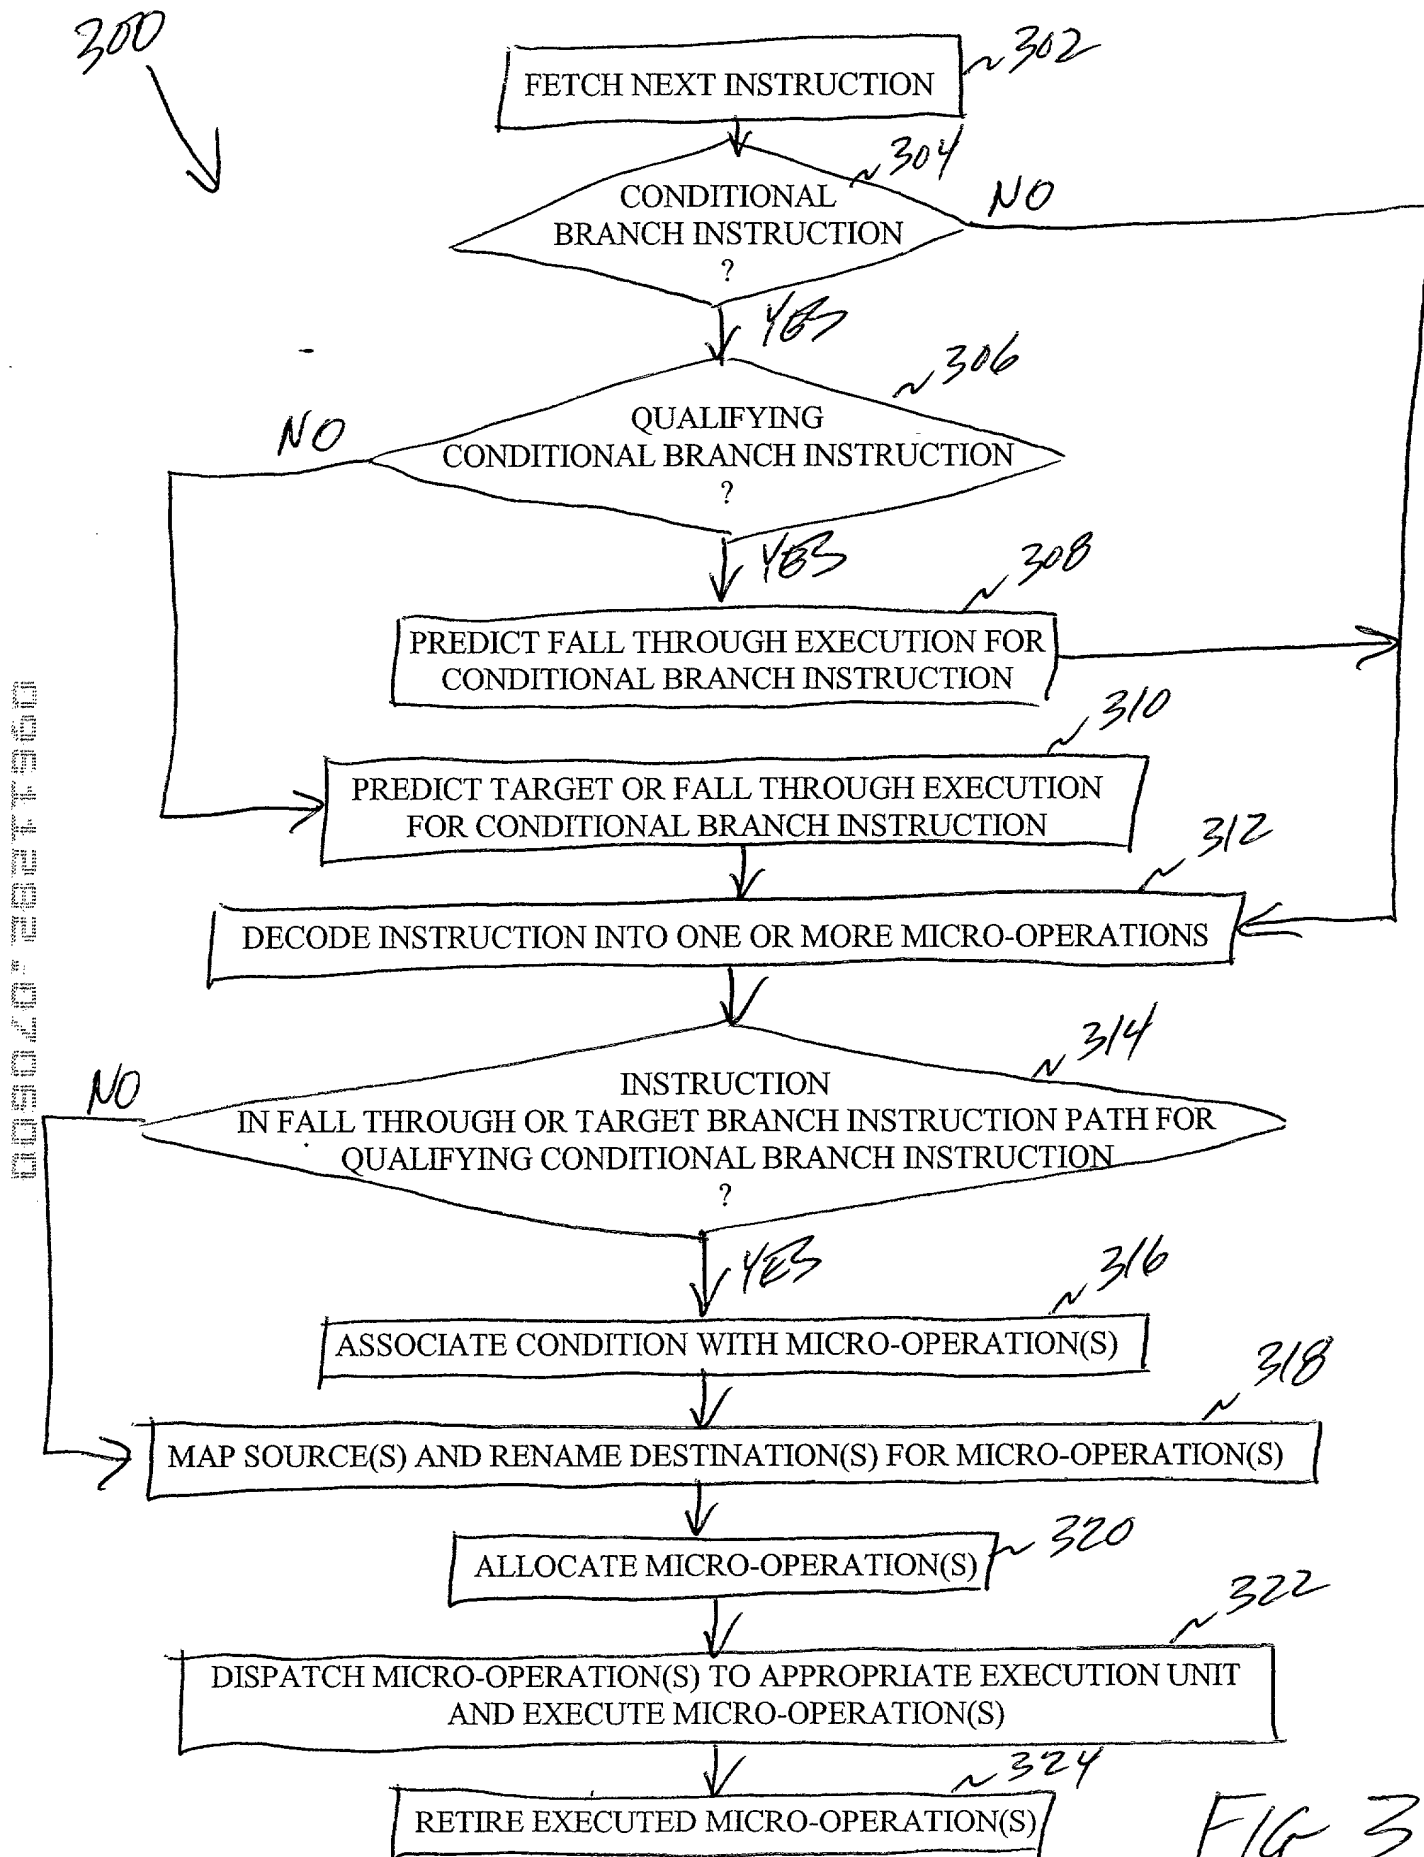 300
302
FETCH NEXT INSTRUCTION
304
CONDITIONAL
BRANCH INSTRUCTION
?
NO
YES
306
QUALIFYING
CONDITIONAL BRANCH INSTRUCTION
?
NO
YES
308
PREDICT FALL THROUGH EXECUTION FOR
CONDITIONAL BRANCH INSTRUCTION
310
PREDICT TARGET OR FALL THROUGH EXECUTION
FOR CONDITIONAL BRANCH INSTRUCTION
312
DECODE INSTRUCTION INTO ONE OR MORE MICRO-OPERATIONS
314
INSTRUCTION
IN FALL THROUGH OR TARGET BRANCH INSTRUCTION PATH FOR
QUALIFYING CONDITIONAL BRANCH INSTRUCTION
?
NO
YES
316
ASSOCIATE CONDITION WITH MICRO-OPERATION(S)
318
MAP SOURCE(S) AND RENAME DESTINATION(S) FOR MICRO-OPERATION(S)
320
ALLOCATE MICRO-OPERATION(S)
322
DISPATCH MICRO-OPERATION(S) TO APPROPRIATE EXECUTION UNIT
AND EXECUTE MICRO-OPERATION(S)
324
RETIRE EXECUTED MICRO-OPERATION(S)
FIG 3
09611282.070500